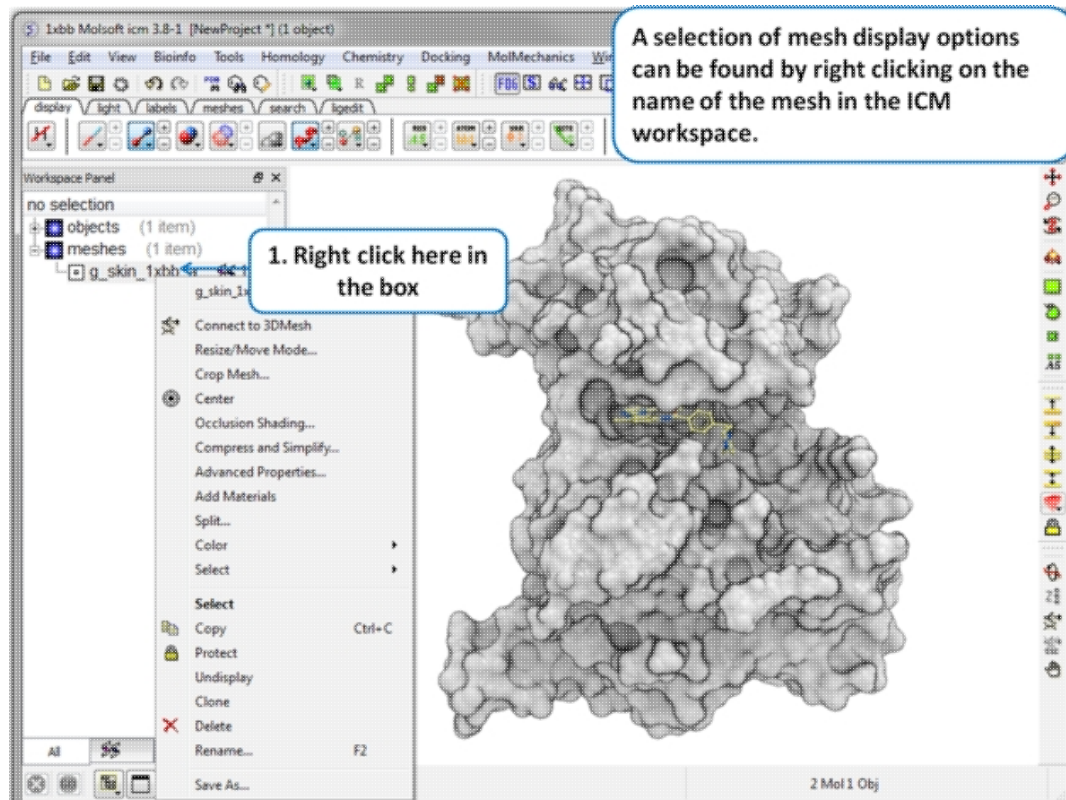 1xbb Molsoft icm 3.8-1 [NewProject *] (1 object)
File Edit View Bioinfo Tools Homology Chemistry Docking MolMechanics
A selection of mesh display options
can be found by right clicking on the
name of the mesh in the ICM
workspace.
display light labels meshes search ligedit
Workspace Panel
no selection
objects (1 item)
meshes (1 item)
g_skin_1xbb
1. Right click here in
the box
Connect to 3DMesh
Resize/Move Mode...
Crop Mesh...
Center
Occlusion Shading...
Compress and Simplify...
Advanced Properties...
Add Materials
Split...
Color
Select
Select
Copy Ctrl+C
Protect
Undisplay
Clone
Delete
Rename... F2
Save As...
All
2 Mol 1 Obj